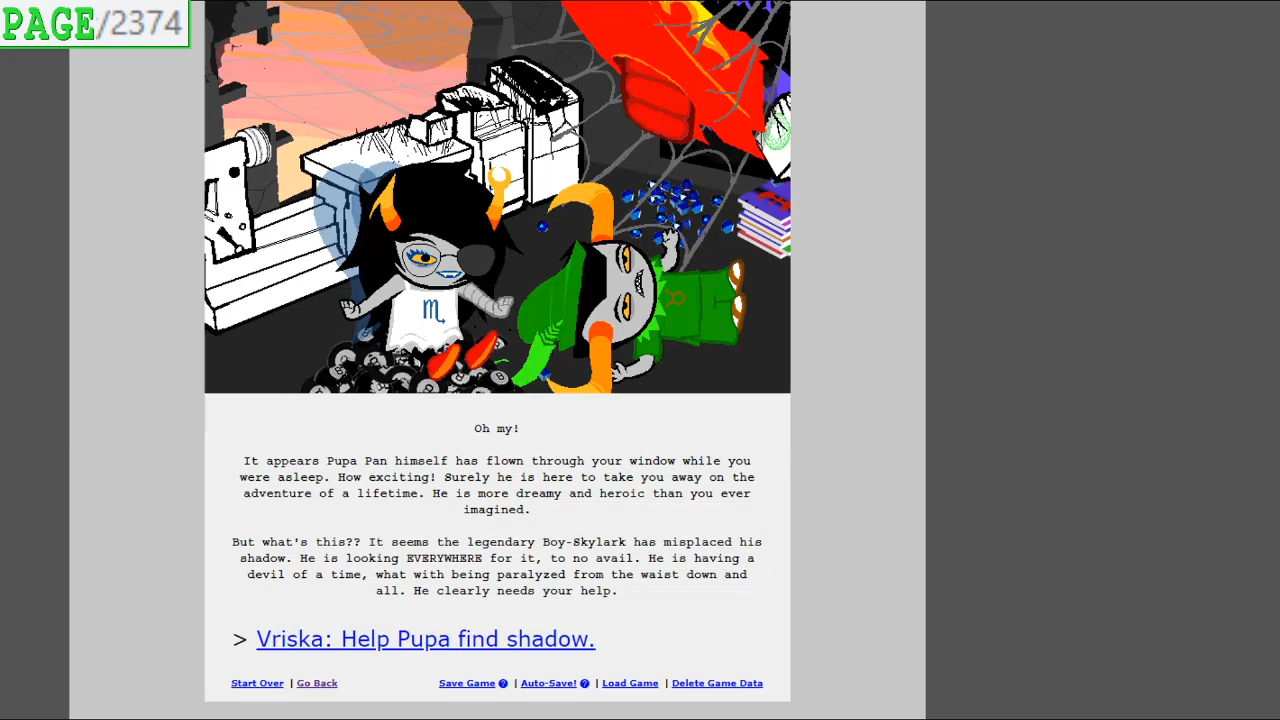 PAGE/2374
♏
♉
Oh my!
It appears Pupa Pan himself has flown through your window while you
were asleep. How exciting! Surely he is here to take you away on the
adventure of a lifetime. He is more dreamy and heroic than you ever
imagined.
But what's this?? It seems the legendary Boy-Skylark has misplaced his
shadow. He is looking EVERYWHERE for it, to no avail. He is having a
devil of a time, what with being paralyzed from the waist down and
all. He clearly needs your help.
> Vriska: Help Pupa find shadow.
Start Over | Go Back Save Game ? | Auto-Save! ? | Load Game | Delete Game Data